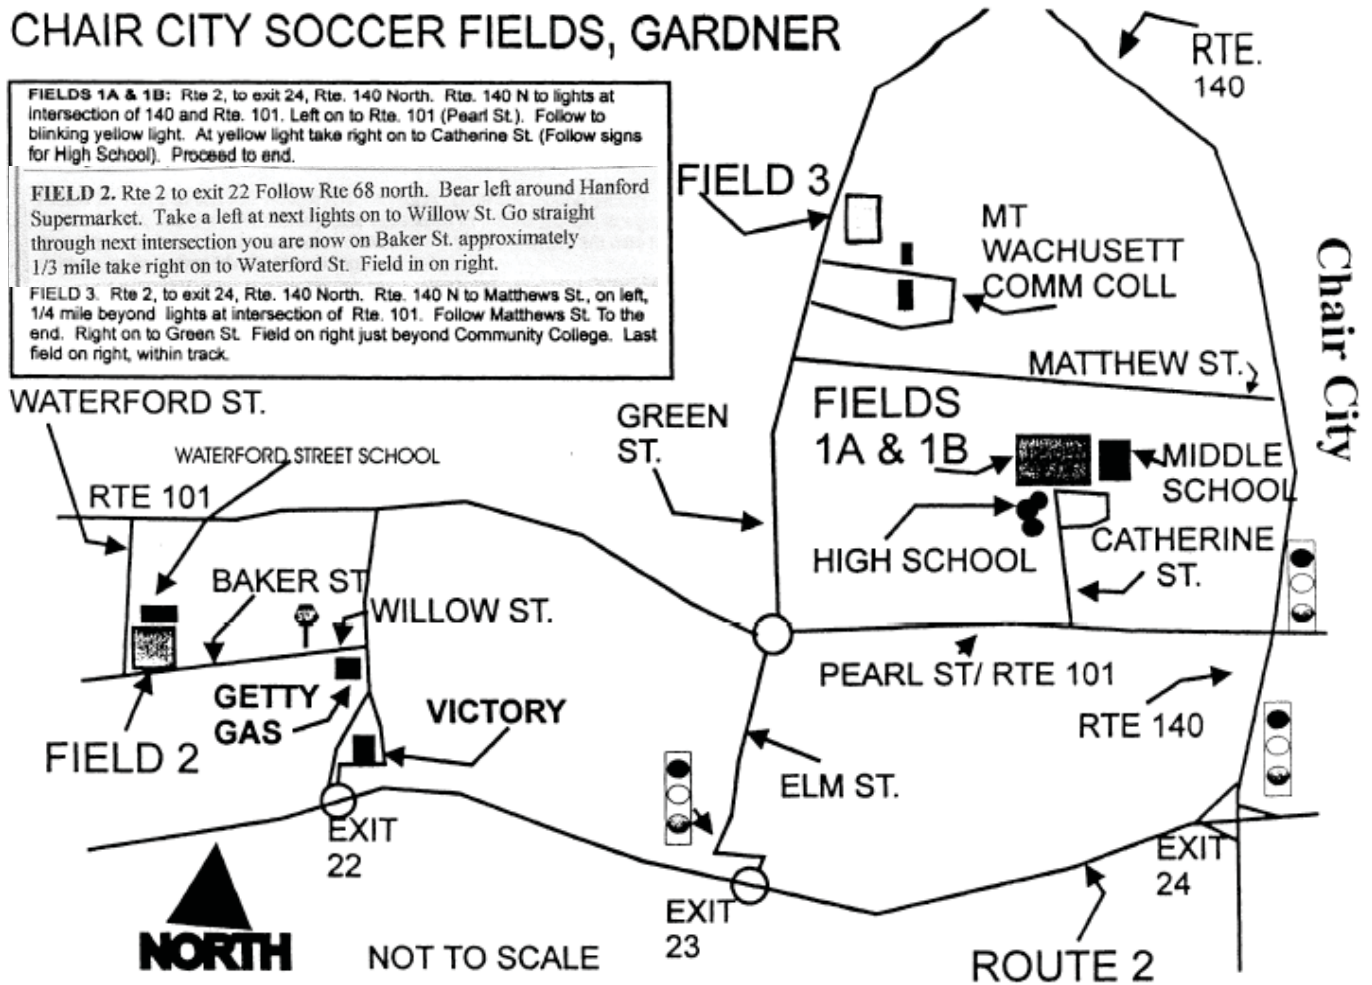 CHAIR CITY SOCCER FIELDS, GARDNER
FIELDS 1A & 1B: Rte 2, to exit 24, Rte. 140 North. Rte. 140 N to lights at
intersection of 140 and Rte. 101. Left on to Rte. 101 (Pearl St.). Follow to
blinking yellow light. At yellow light take right on to Catherine St. (Follow signs
for High School). Proceed to end.
FIELD 2. Rte 2 to exit 22 Follow Rte 68 north. Bear left around Hanford
Supermarket. Take a left at next lights on to Willow St. Go straight
through next intersection you are now on Baker St. approximately
1/3 mile take right on to Waterford St. Field in on right.
FIELD 3. Rte 2, to exit 24, Rte. 140 North. Rte. 140 N to Matthews St., on left,
1/4 mile beyond lights at intersection of Rte. 101. Follow Matthews St. To the
end. Right on to Green St. Field on right just beyond Community College. Last
field on right, within track.
RTE.
140
FIELD 3
MT
WACHUSETT
COMM COLL
Chair City
MATTHEW ST.
WATERFORD ST.
GREEN
ST.
FIELDS
1A & 1B
WATERFORD STREET SCHOOL
MIDDLE
SCHOOL
RTE 101
HIGH SCHOOL
CATHERINE
ST.
BAKER ST
WILLOW ST.
PEARL ST/ RTE 101
GETTY
GAS
VICTORY
RTE 140
FIELD 2
ELM ST.
EXIT
22
EXIT
24
EXIT
23
NORTH
NOT TO SCALE
ROUTE 2